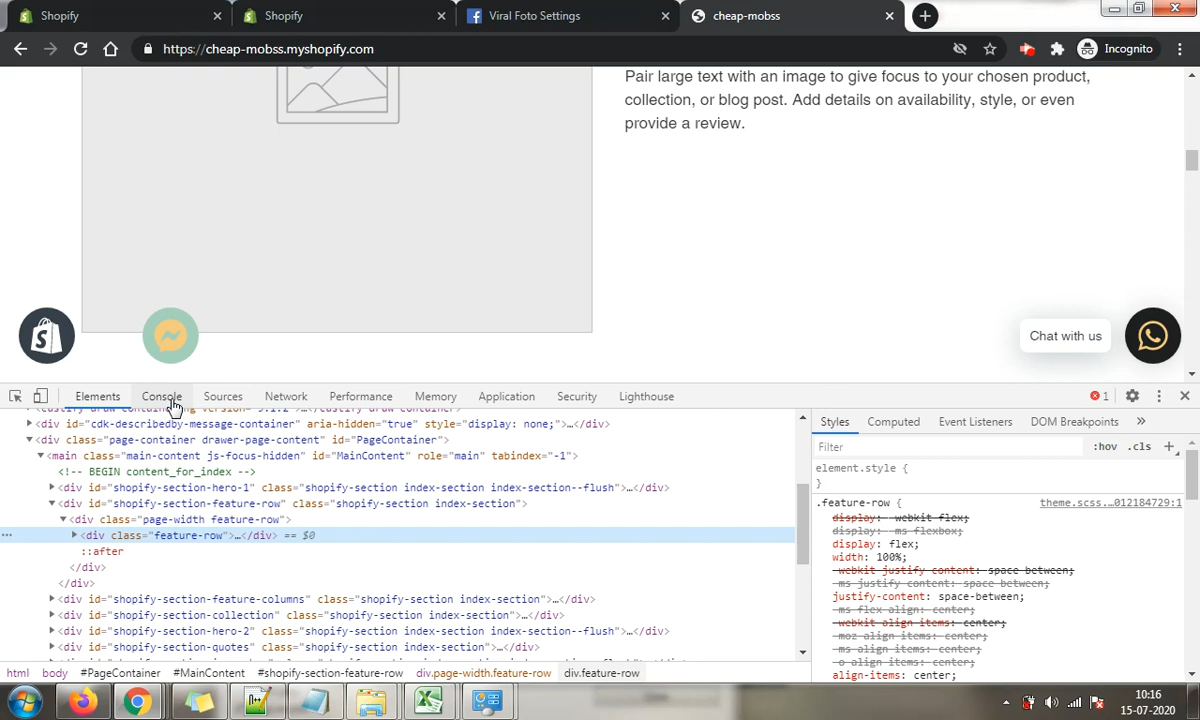 Shopify
Shopify
Viral Foto Settings
cheap-mobss
https://cheap-mobss.myshopify.com
Incognito
Pair large text with an image to give focus to your chosen product,
collection, or blog post. Add details on availability, style, or even
provide a review.
Chat with us
Elements Console Sources Network Performance Memory Application Security Lighthouse
1
<div id="cdk-describedby-message-container" aria-hidden="true" style="display: none;">…</div>
<div class="page-container drawer-page-content" id="PageContainer">
<main class="main-content js-focus-hidden" id="MainContent" role="main" tabindex="-1">
<!-- BEGIN content_for_index -->
<div id="shopify-section-hero-1" class="shopify-section index-section index-section--flush">…</div>
<div id="shopify-section-feature-row" class="shopify-section index-section">
<div class="page-width feature-row">
<div class="feature-row">…</div> == $0
::after
</div>
</div>
<div id="shopify-section-feature-columns" class="shopify-section index-section">…</div>
<div id="shopify-section-collection" class="shopify-section index-section">…</div>
<div id="shopify-section-hero-2" class="shopify-section index-section index-section--flush">…</div>
<div id="shopify-section-quotes" class="shopify-section index-section">…</div>
html body #PageContainer #MainContent #shopify-section-feature-row div.page-width.feature-row div.feature-row
Styles Computed Event Listeners DOM Breakpoints »
Filter :hov .cls +
element.style {
}
.feature-row { theme.scss.…012184729:1
display: -webkit-flex;
display: -ms-flexbox;
display: flex;
width: 100%;
-webkit-justify-content: space-between;
-ms-justify-content: space-between;
justify-content: space-between;
-ms-flex-align: center;
-webkit-align-items: center;
-moz-align-items: center;
-ms-align-items: center;
-o-align-items: center;
align-items: center;
10:16
15-07-2020